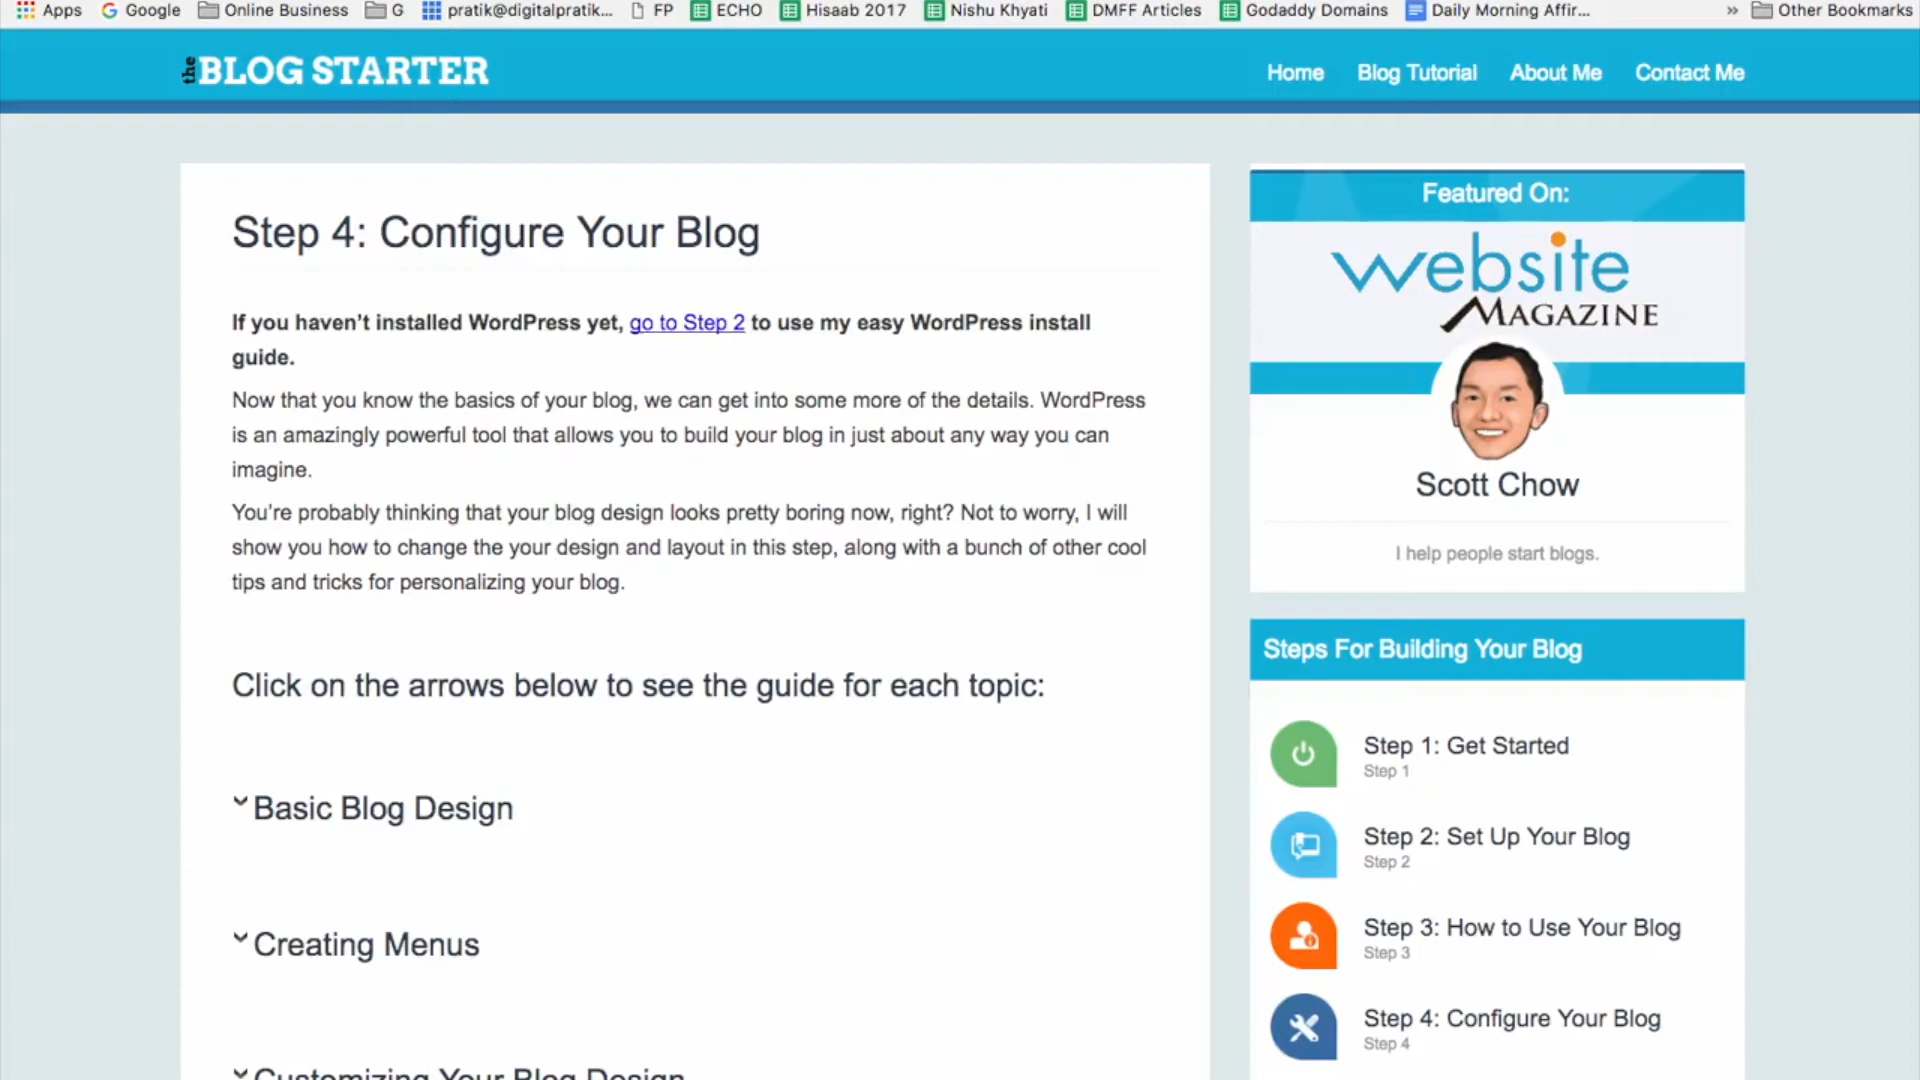 Apps Google Online Business G pratik@digitalpratik... FP ECHO Hisaab 2017 Nishu Khyati DMFF Articles Godaddy Domains Daily Morning Affir... » Other Bookmarks
the BLOG STARTER
Home Blog Tutorial About Me Contact Me
Step 4: Configure Your Blog
If you haven’t installed WordPress yet, go to Step 2 to use my easy WordPress install
guide.
Now that you know the basics of your blog, we can get into some more of the details. WordPress
is an amazingly powerful tool that allows you to build your blog in just about any way you can
imagine.
You’re probably thinking that your blog design looks pretty boring now, right? Not to worry, I will
show you how to change the your design and layout in this step, along with a bunch of other cool
tips and tricks for personalizing your blog.
Click on the arrows below to see the guide for each topic:
Basic Blog Design
Creating Menus
Customizing Your Blog Design
Featured On:
website
MAGAZINE
Scott Chow
I help people start blogs.
Steps For Building Your Blog
Step 1: Get Started
Step 1
Step 2: Set Up Your Blog
Step 2
Step 3: How to Use Your Blog
Step 3
Step 4: Configure Your Blog
Step 4